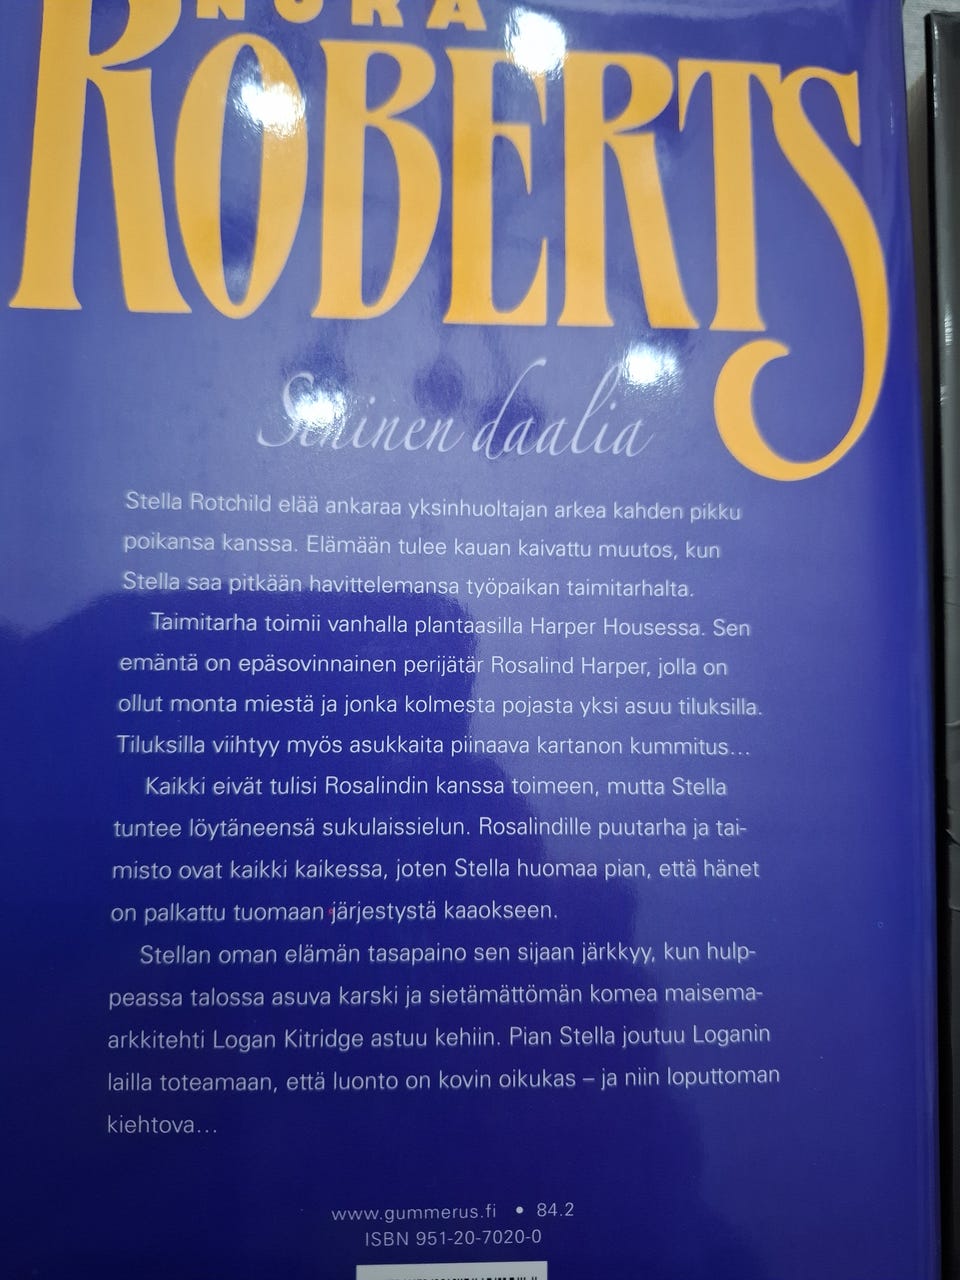 NORA
ROBERTS
Sininen daalia
Stella Rotchild elää ankaraa yksinhuoltajan arkea kahden pikku
poikansa kanssa. Elämään tulee kauan kaivattu muutos, kun
Stella saa pitkään havittelemansa työpaikan taimitarhalta.
Taimitarha toimii vanhalla plantaasilla Harper Housessa. Sen
emäntä on epäsovinnainen perijätär Rosalind Harper, jolla on
ollut monta miestä ja jonka kolmesta pojasta yksi asuu tiluksilla.
Tiluksilla viihtyy myös asukkaita piinaava kartanon kummitus…
Kaikki eivät tulisi Rosalindin kanssa toimeen, mutta Stella
tuntee löytäneensä sukulaissielun. Rosalindille puutarha ja tai-
misto ovat kaikki kaikessa, joten Stella huomaa pian, että hänet
on palkattu tuomaan järjestystä kaaokseen.
Stellan oman elämän tasapaino sen sijaan järkkyy, kun hulp-
peassa talossa asuva karski ja sietämättömän komea maisema-
arkkitehti Logan Kitridge astuu kehiin. Pian Stella joutuu Loganin
lailla toteamaan, että luonto on kovin oikukas – ja niin loputtoman
kiehtova…
www.gummerus.fi • 84.2
ISBN 951-20-7020-0